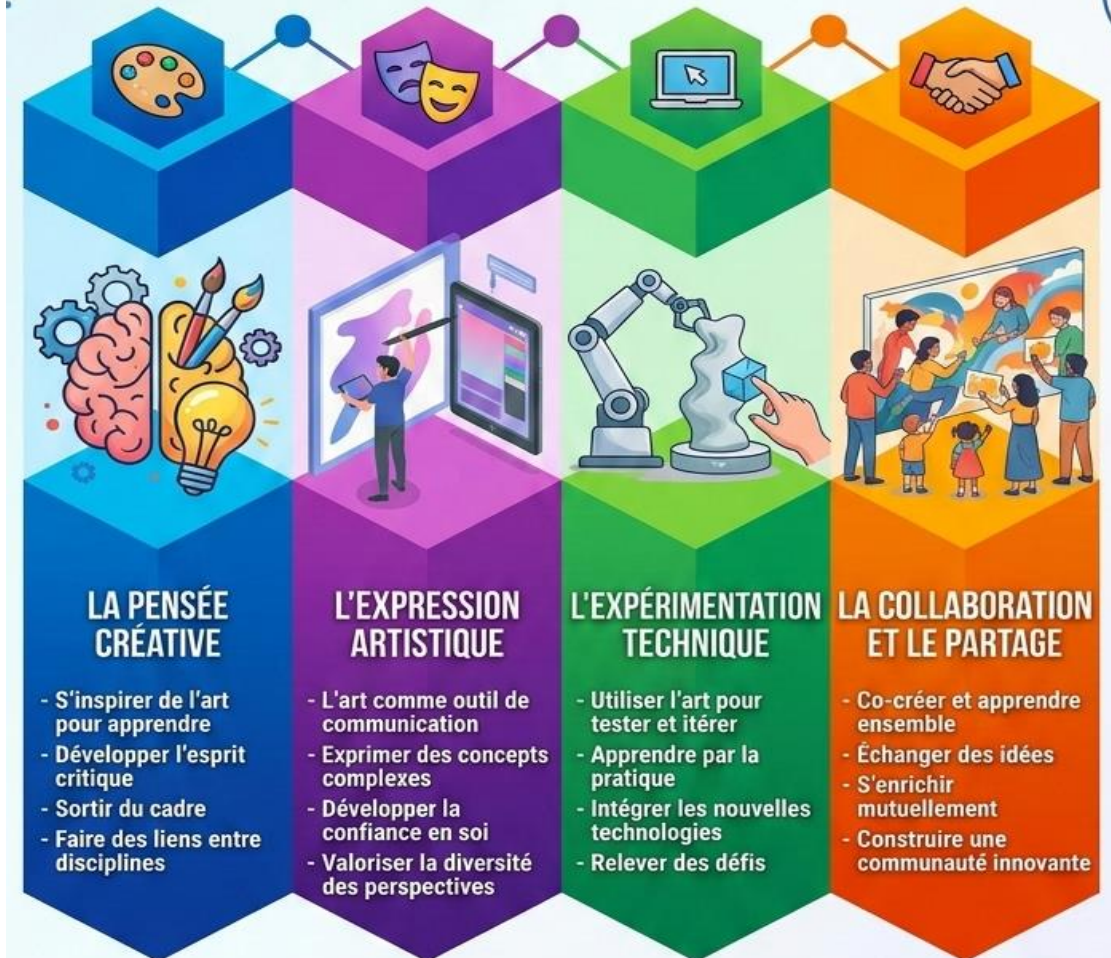 LA PENSÉE
CRÉATIVE
- S'inspirer de l'art
pour apprendre
- Développer l'esprit
critique
- Sortir du cadre
- Faire des liens entre
disciplines
L'EXPRESSION
ARTISTIQUE
- L'art comme outil de
communication
- Exprimer des concepts
complexes
- Développer la
confiance en soi
- Valoriser la diversité
des perspectives
L'EXPÉRIMENTATION
TECHNIQUE
- Utiliser l'art pour
tester et itérer
- Apprendre par la
pratique
- Intégrer les nouvelles
technologies
- Relever des défis
LA COLLABORATION
ET LE PARTAGE
- Co-créer et apprendre
ensemble
- Échanger des idées
- S'enrichir
mutuellement
- Construire une
communauté innovante